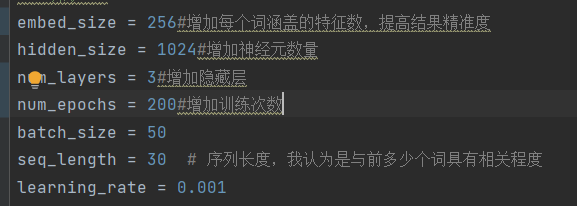 embed_size = 256#增加每个词涵盖的特征数，提高结果精准度
hidden_size = 1024#增加神经元数量
num_layers = 3#增加隐藏层
num_epochs = 200#增加训练次数
batch_size = 50
seq_length = 30  # 序列长度，我认为是与前多少个词具有相关程度
learning_rate = 0.001